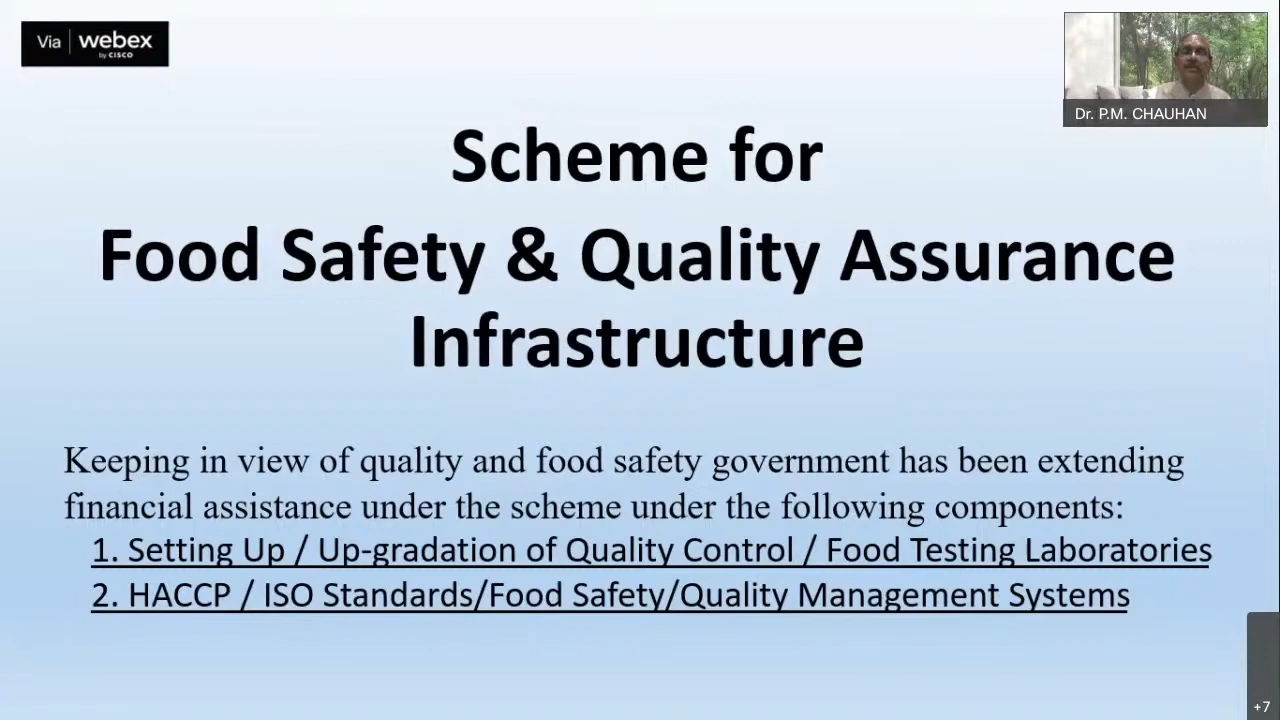 Via webex
by CISCO
Dr. P.M. CHAUHAN
Scheme for
Food Safety & Quality Assurance
Infrastructure
Keeping in view of quality and food safety government has been extending
financial assistance under the scheme under the following components:
1. Setting Up / Up-gradation of Quality Control / Food Testing Laboratories
2. HACCP / ISO Standards/Food Safety/Quality Management Systems
+7